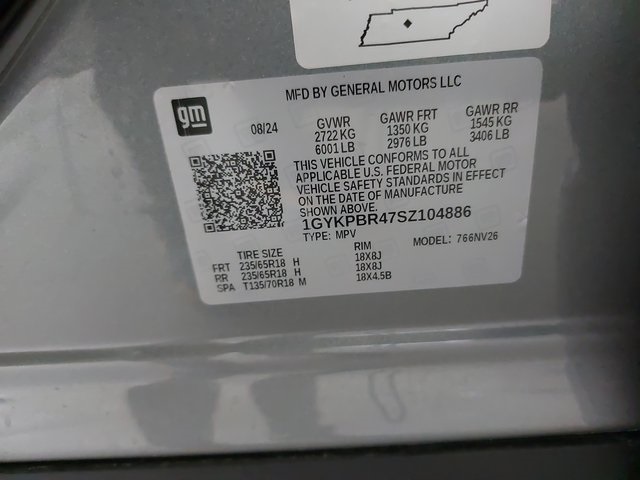 MFD BY GENERAL MOTORS LLC
gm
08/24
GVWR GAWR FRT GAWR RR
2722 KG 1350 KG 1545 KG
6001 LB 2976 LB 3406 LB
THIS VEHICLE CONFORMS TO ALL
APPLICABLE U.S. FEDERAL MOTOR
VEHICLE SAFETY STANDARDS IN EFFECT
ON THE DATE OF MANUFACTURE
SHOWN ABOVE.
1GYKPBR47SZ104886
TYPE: MPV MODEL: 766NV26
TIRE SIZE RIM
FRT 235/65R18 H 18X8J
RR 235/65R18 H 18X8J
SPA T135/70R18 M 18X4.5B